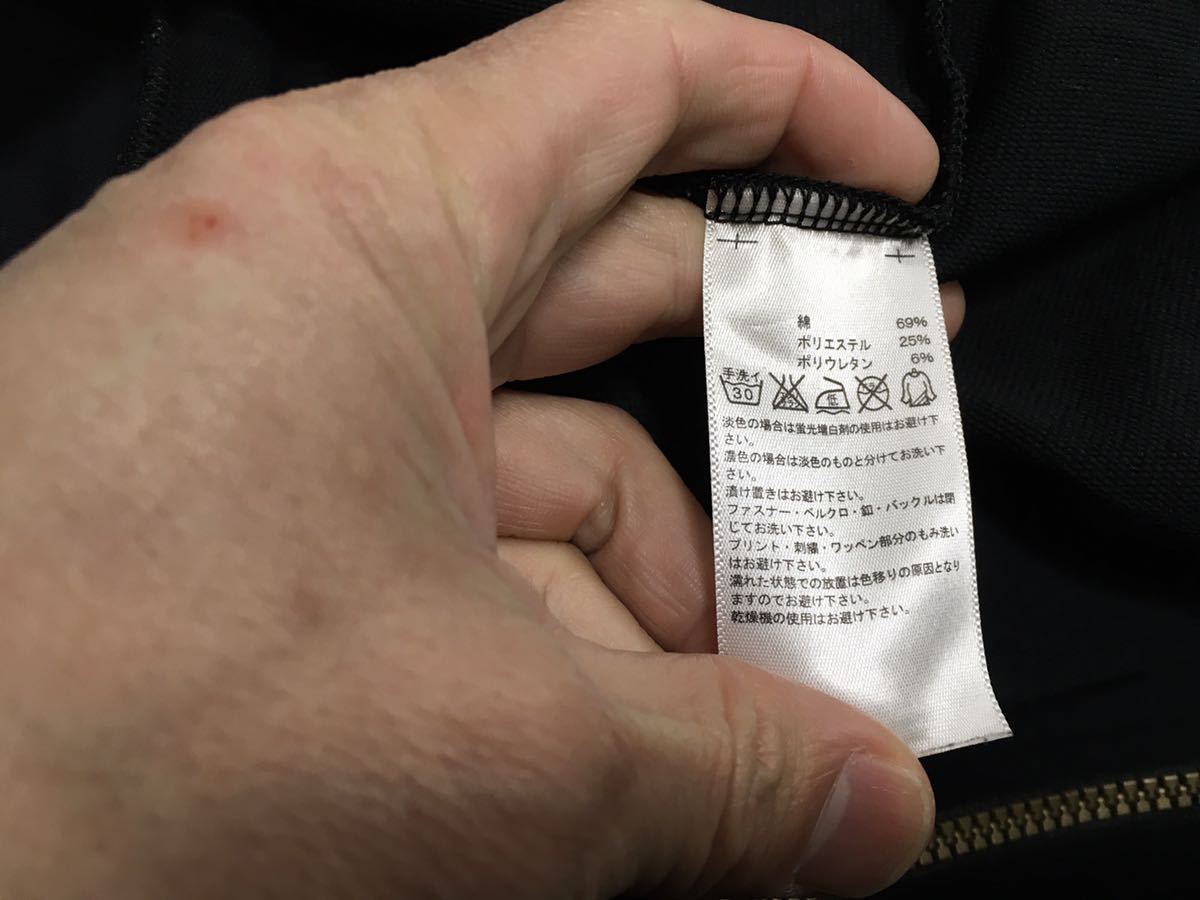 綿 69%
ポリエステル 25%
ポリウレタン 6%
手洗イ
30
低
淡色の場合は蛍光増白剤の使用はお避け下
さい。
濃色の場合は淡色のものと分けてお洗い下
さい。
漬け置きはお避け下さい。
ファスナー・ベルクロ・釦・バックルは閉
じてお洗い下さい。
プリント・刺繍・ワッペン部分のもみ洗い
はお避け下さい。
濡れた状態での放置は色移りの原因となり
ますのでお避け下さい。
乾燥機の使用はお避け下さい。